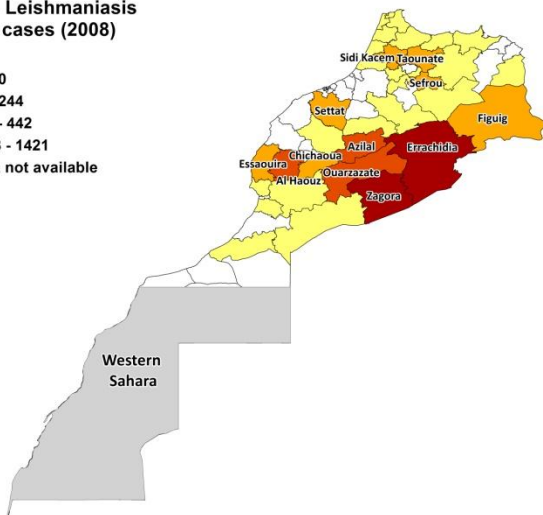 Leishmaniasis
cases (2008)
0
244
- 442
- 1421
not available
Sidi Kacem
Taounate
Sefrou
Settat
Figuig
Azilal
Errachidia
Chichaoua
Essaouira
Al Haouz
Ouarzazate
Zagora
Western
Sahara